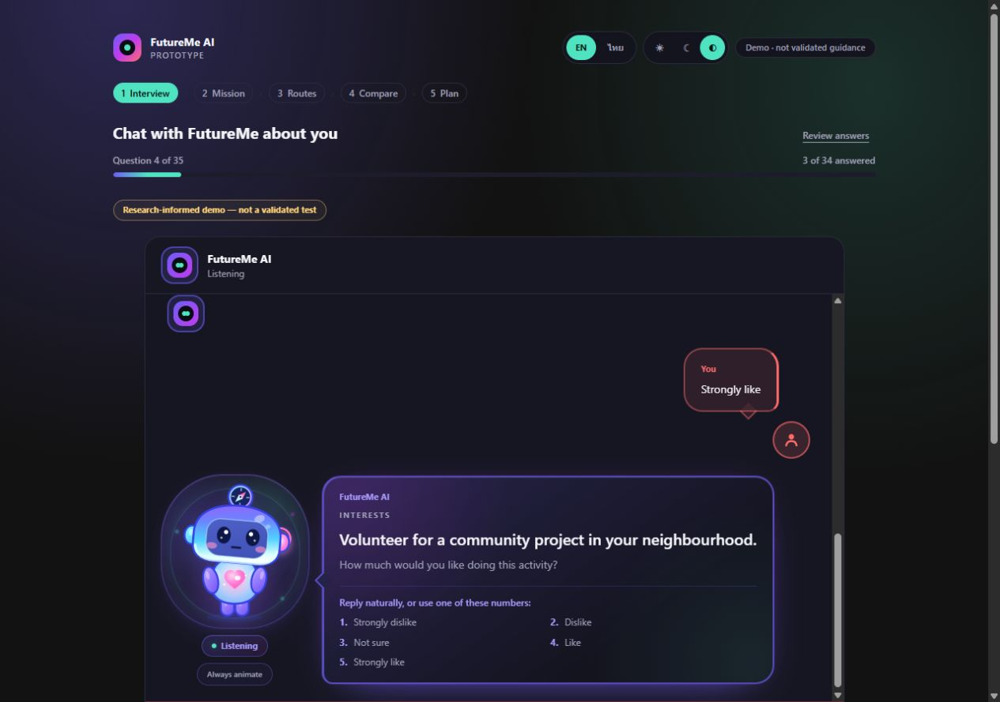 FutureMe AI
PROTOTYPE
EN ไทย
Demo · not validated guidance
1 Interview
2 Mission
3 Routes
4 Compare
5 Plan
Chat with FutureMe about you
Review answers
Question 4 of 35
3 of 34 answered
Research-informed demo — not a validated test
FutureMe AI
Listening
You
Strongly like
FutureMe AI
INTERESTS
Volunteer for a community project in your neighbourhood.
How much would you like doing this activity?
Reply naturally, or use one of these numbers:
1. Strongly dislike
2. Dislike
3. Not sure
4. Like
5. Strongly like
Listening
Always animate